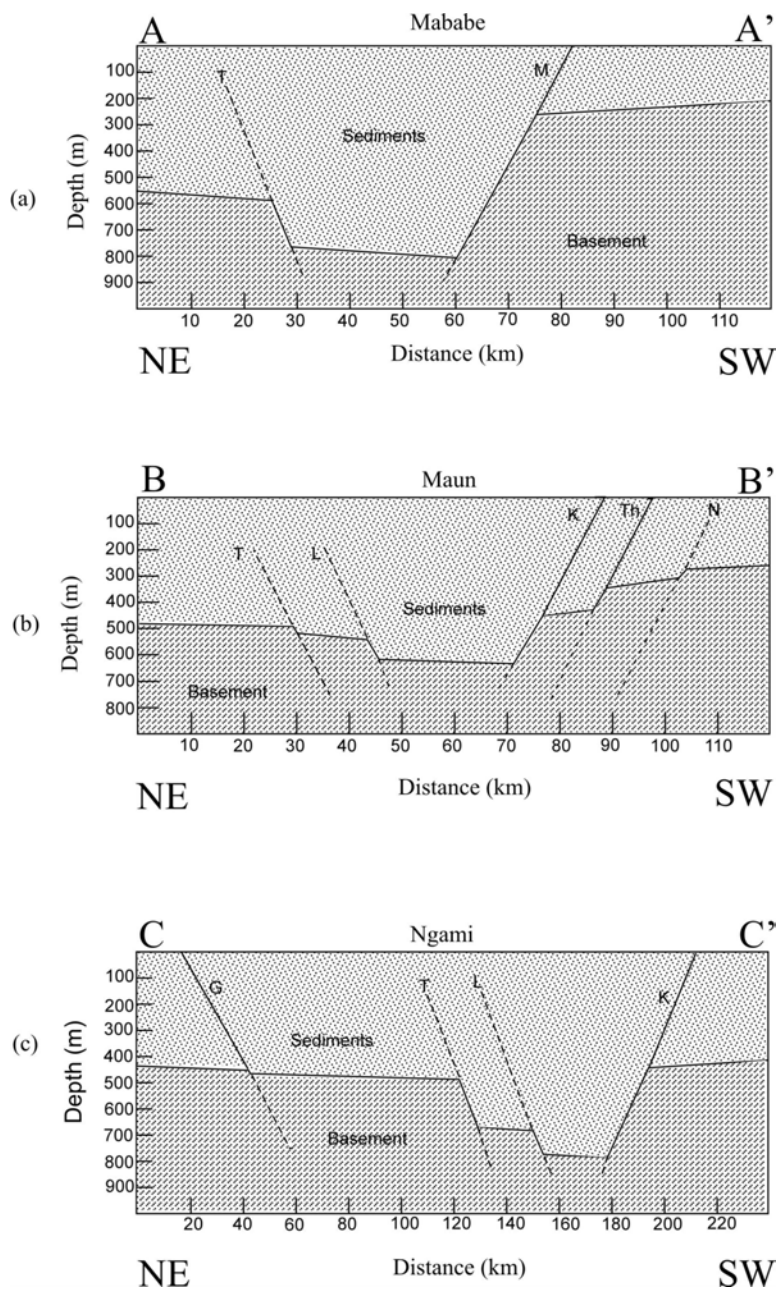 A Mababe A'
100
200
300
400
500
600
700
800
900
T
M
Sediments
Basement
(a)
Depth (m)
10 20 30 40 50 60 70 80 90 100 110
NE Distance (km) SW
B Maun B'
100
200
300
400
500
600
700
800
T
L
K
Th
N
Sediments
Basement
(b)
Depth (m)
10 20 30 40 50 60 70 80 90 100 110
NE Distance (km) SW
C Ngami C'
100
200
300
400
500
600
700
800
900
G
T
L
K
Sediments
Basement
(c)
Depth (m)
20 40 60 80 100 120 140 160 180 200 220
NE Distance (km) SW